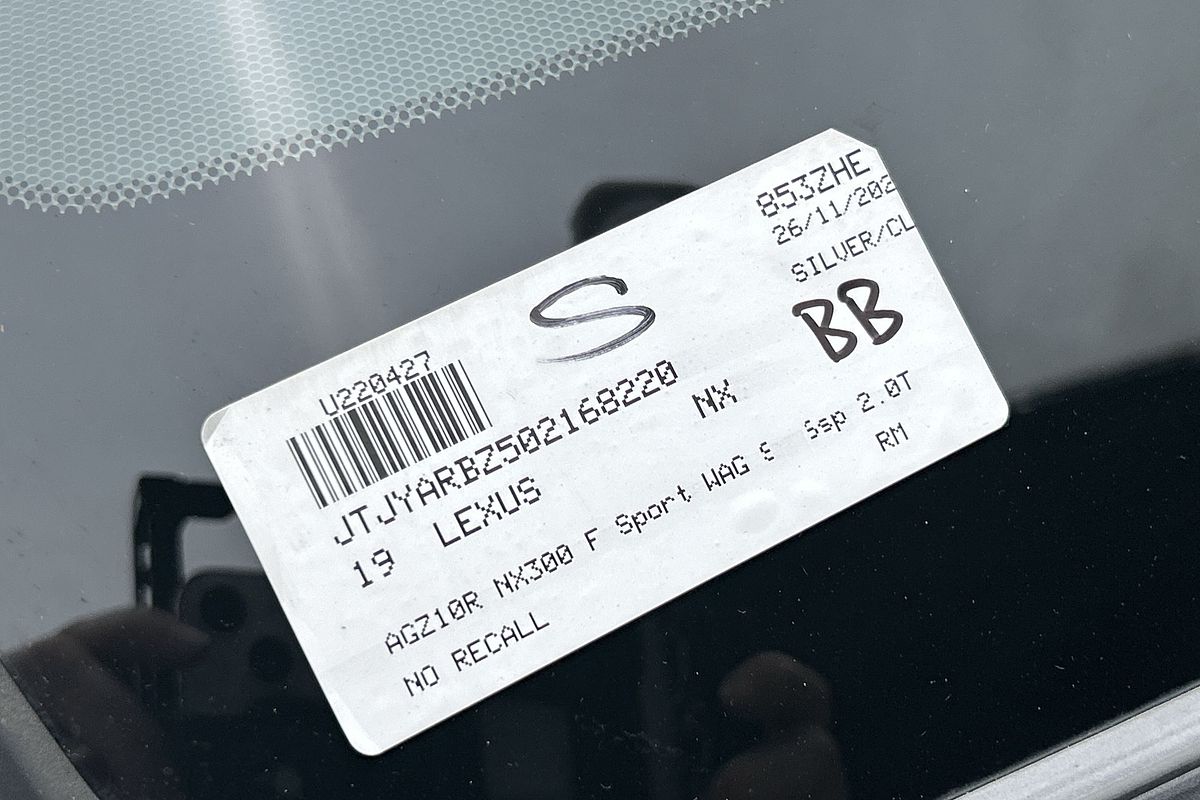 853ZHE
26/11/202
SILVER/CL
S
BB
U220427
JTJYARBZ502168220
19 LEXUS NX
AGZ10R NX300 F Sport WAG 5sp 2.0T
NO RECALL RM